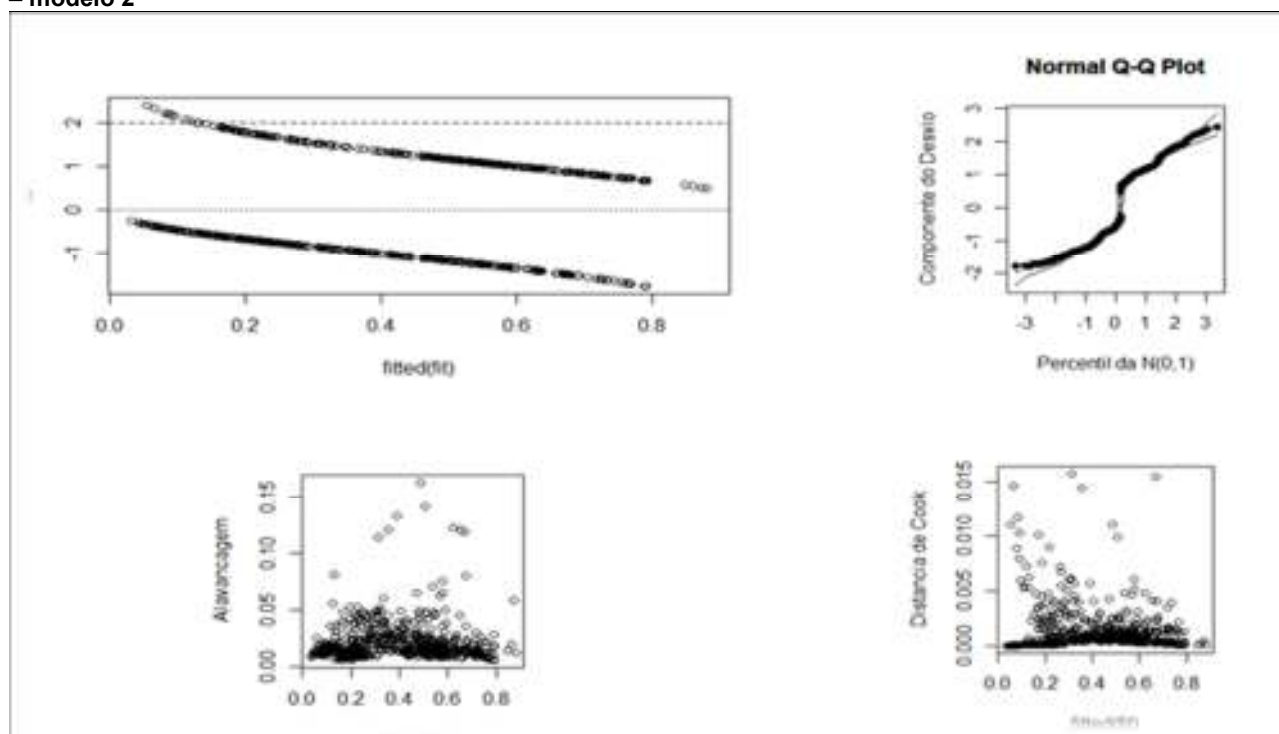 – modelo 2
Normal Q-Q Plot
2
1
0
-1
0.0 0.2 0.4 0.6 0.8
fitted(fit)
Componente do Desvio
3
2
1
0
-1
-2
-3 -1 0 1 2 3
Percentil da N(0,1)
Alavancagem
0.15
0.10
0.05
0.00
0.0 0.2 0.4 0.6 0.8
Distancia de Cook
0.015
0.010
0.005
0.000
0.0 0.2 0.4 0.6 0.8